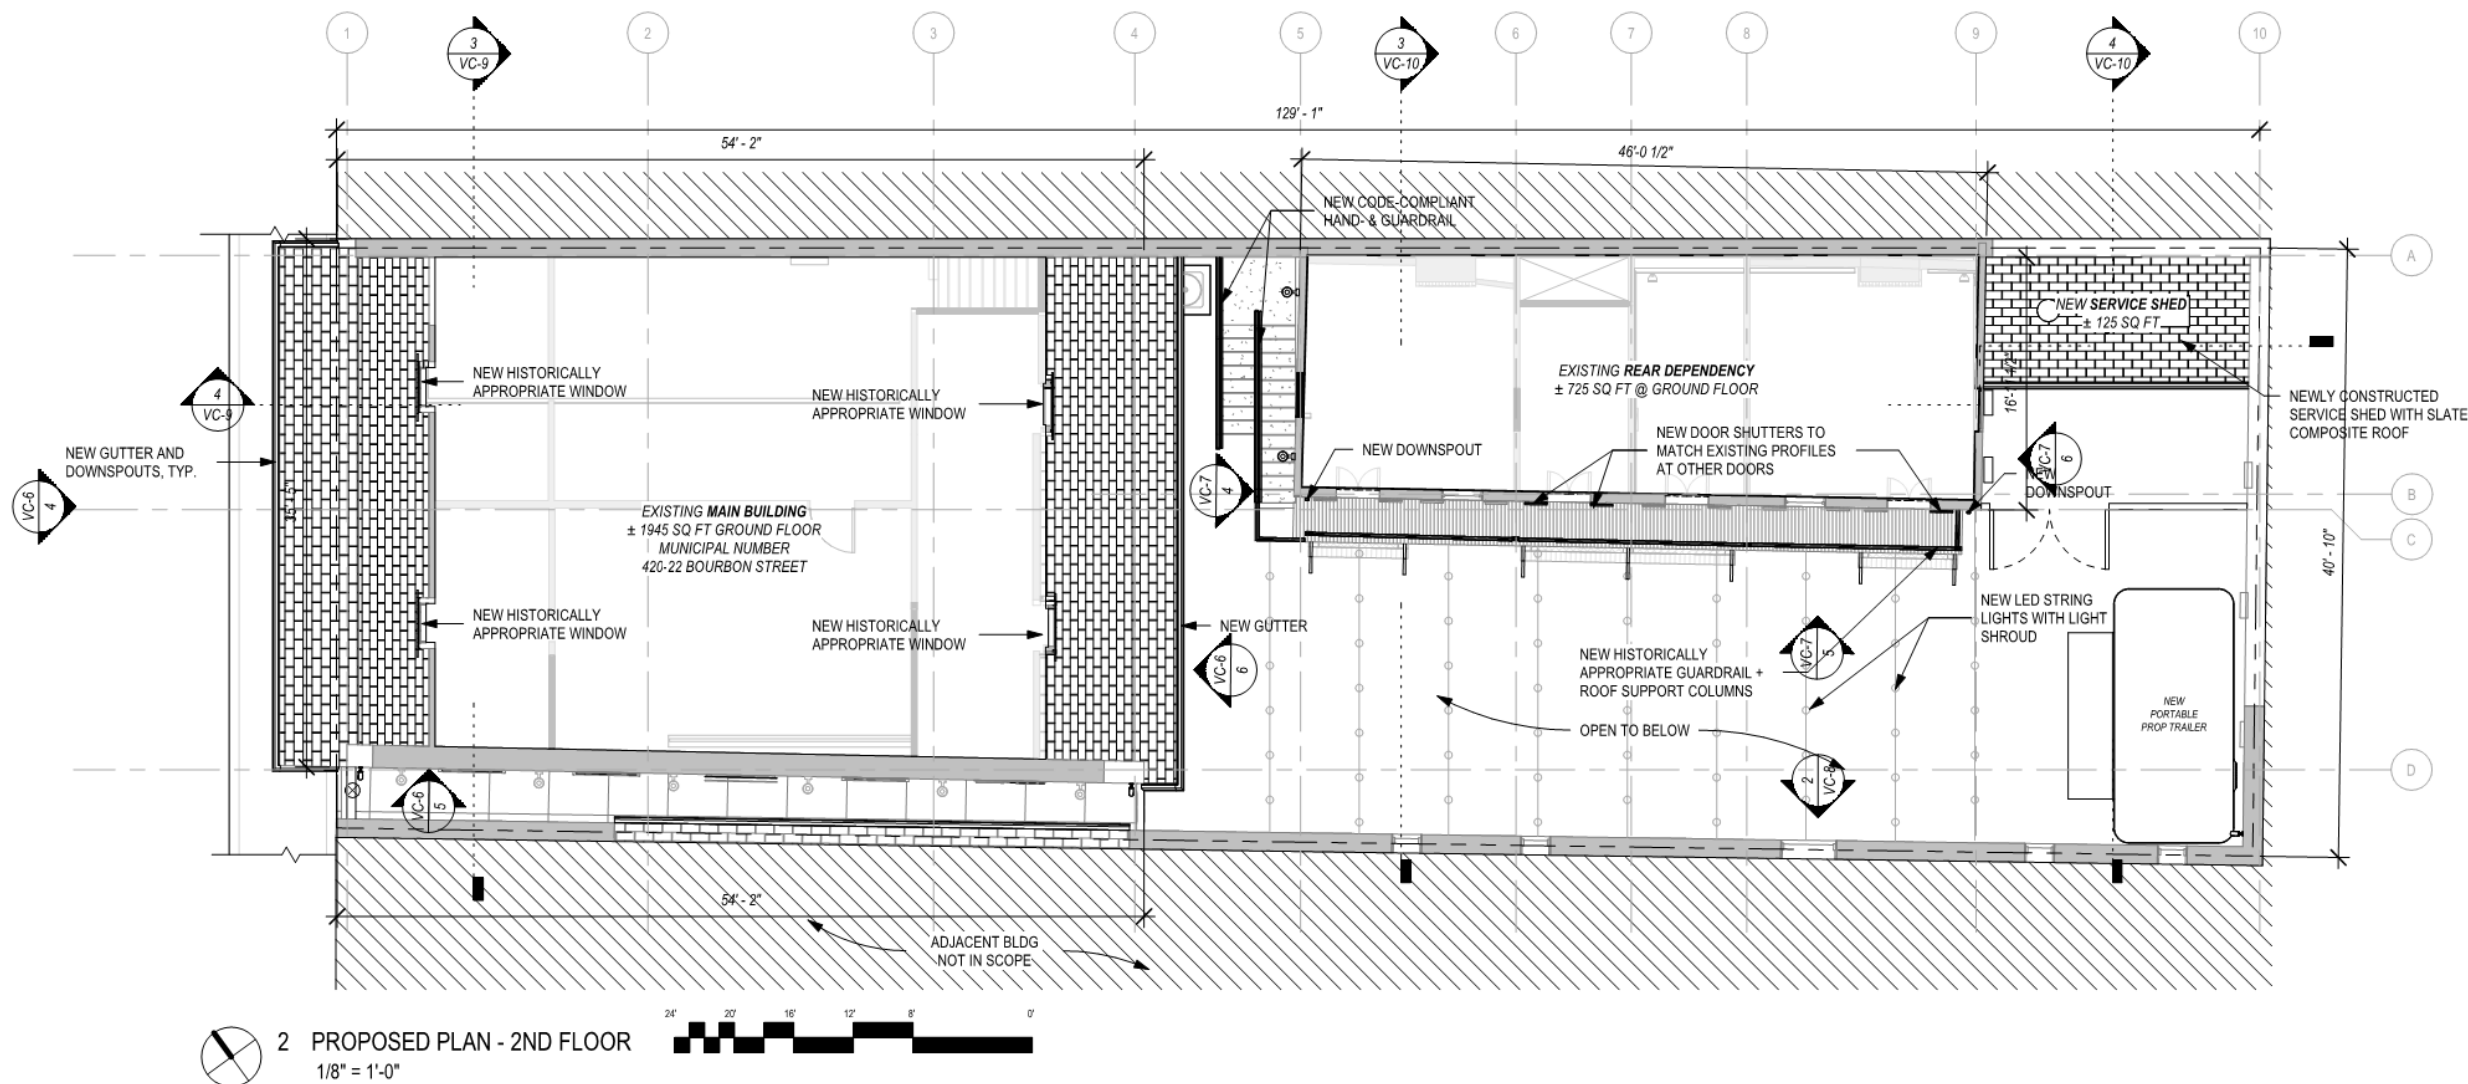 1
2
3
4
5
6
7
8
9
10
3
VC-9
3
VC-10
4
VC-10
129' - 1"
54' - 2"
46'-0 1/2"
NEW CODE-COMPLIANT
HAND- & GUARDRAIL
A
NEW SERVICE SHED
± 125 SQ FT
NEW HISTORICALLY
APPROPRIATE WINDOW
NEW HISTORICALLY
APPROPRIATE WINDOW
EXISTING REAR DEPENDENCY
± 725 SQ FT @ GROUND FLOOR
4
VC-9
NEWLY CONSTRUCTED
SERVICE SHED WITH SLATE
COMPOSITE ROOF
NEW GUTTER AND
DOWNSPOUTS, TYP.
NEW DOWNSPOUT
NEW DOOR SHUTTERS TO
MATCH EXISTING PROFILES
AT OTHER DOORS
VC-7
6
VC-7
4
DOWNSPOUT
B
VC-6
4
35'- 5"
EXISTING MAIN BUILDING
± 1945 SQ FT GROUND FLOOR
MUNICIPAL NUMBER
420-22 BOURBON STREET
C
40' - 10"
NEW HISTORICALLY
APPROPRIATE WINDOW
NEW HISTORICALLY
APPROPRIATE WINDOW
NEW GUTTER
NEW LED STRING
LIGHTS WITH LIGHT
SHROUD
VC-6
6
VC-7
5
NEW HISTORICALLY
APPROPRIATE GUARDRAIL +
ROOF SUPPORT COLUMNS
NEW
PORTABLE
PROP TRAILER
OPEN TO BELOW
D
2
VC-8
VC-6
5
54' - 2"
ADJACENT BLDG
NOT IN SCOPE
24'
20'
16'
12'
8'
0'
2 PROPOSED PLAN - 2ND FLOOR
1/8" = 1'-0"